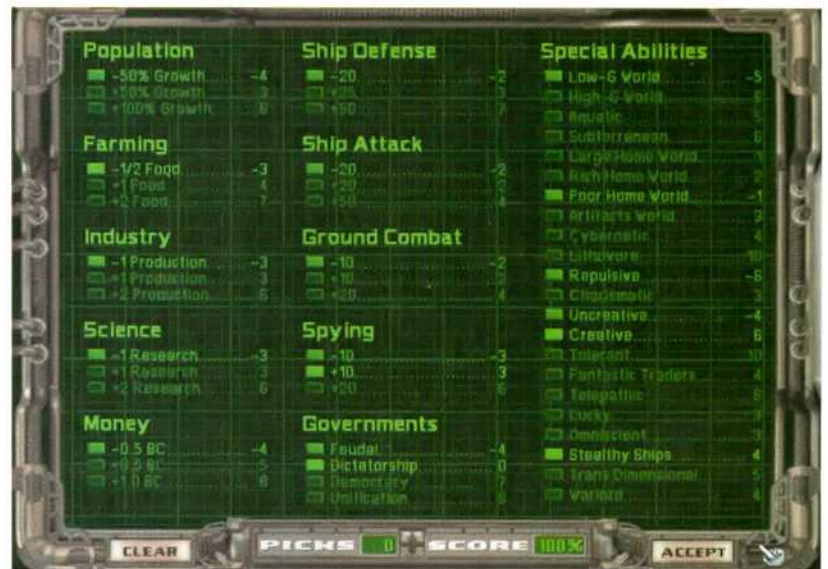 Population
-50% Growth -4
+50% Growth 3
+100% Growth 6
Farming
-1/2 Food -3
+1 Food 4
+2 Food 7
Industry
-1 Production -3
+1 Production 3
+2 Production 6
Science
-1 Research -3
+1 Research 3
+2 Research 6
Money
-0.5 BC -4
+0.5 BC 5
+1.0 BC 8
Ship Defense
-20 -2
+25 3
+50 7
Ship Attack
-20 -2
+20 2
+50 4
Ground Combat
-10 -2
+10 2
+20 4
Spying
-10 -3
+10 3
+20 6
Governments
Feudal -4
Dictatorship 0
Democracy 7
Unification 6
Special Abilities
Low-G World -5
High-G World 6
Aquatic 5
Subterranean 6
Large Home World 1
Rich Home World 2
Poor Home World -1
Artifacts World 3
Cybernetic 4
Lithovore 10
Repulsive -6
Charismatic 3
Uncreative -4
Creative 6
Tolerant 10
Fantastic Traders 4
Telepathic 6
Lucky 3
Omniscient 3
Stealthy Ships 4
Trans Dimensional 5
Warlord 4
CLEAR
PICKS 0
SCORE 100%
ACCEPT